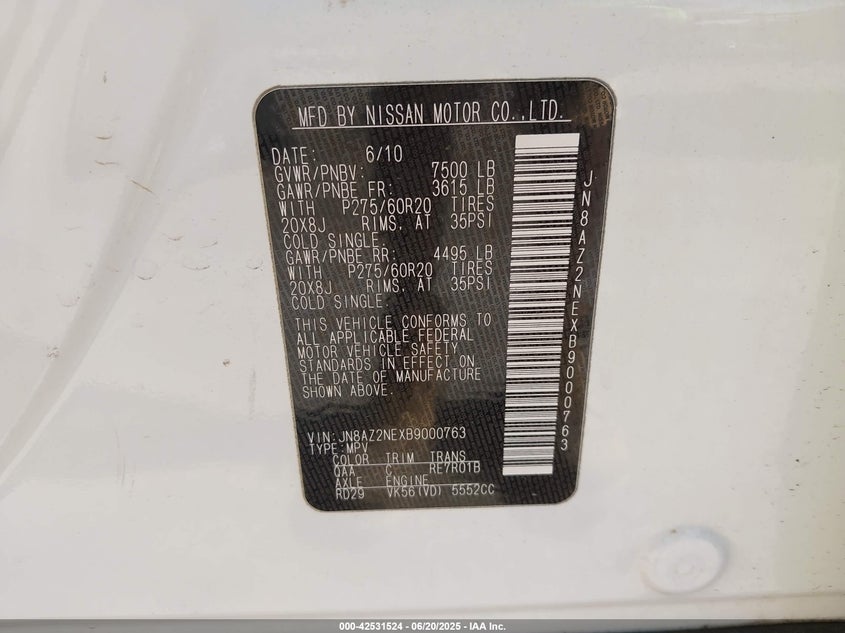 MFD BY NISSAN MOTOR CO.,LTD.
DATE: 6/10
GVWR/PNBV: 7500 LB
GAWR/PNBE FR: 3615 LB
WITH P275/60R20 TIRES
20X8J RIMS, AT 35PSI
COLD SINGLE.
GAWR/PNBE RR: 4495 LB
WITH P275/60R20 TIRES
20X8J RIMS, AT 35PSI
COLD SINGLE.
THIS VEHICLE CONFORMS TO
ALL APPLICABLE FEDERAL
MOTOR VEHICLE SAFETY
STANDARDS IN EFFECT ON
THE DATE OF MANUFACTURE
SHOWN ABOVE.
VIN:JN8AZ2NEXB9000763
TYPE:MPV
COLOR TRIM TRANS
QAA C RE7R01B
AXLE ENGINE
RD29 VK56(VD) 5552CC
JN8AZ2NEXB9000763
000-42531524 - 06/20/2025 - IAA Inc.